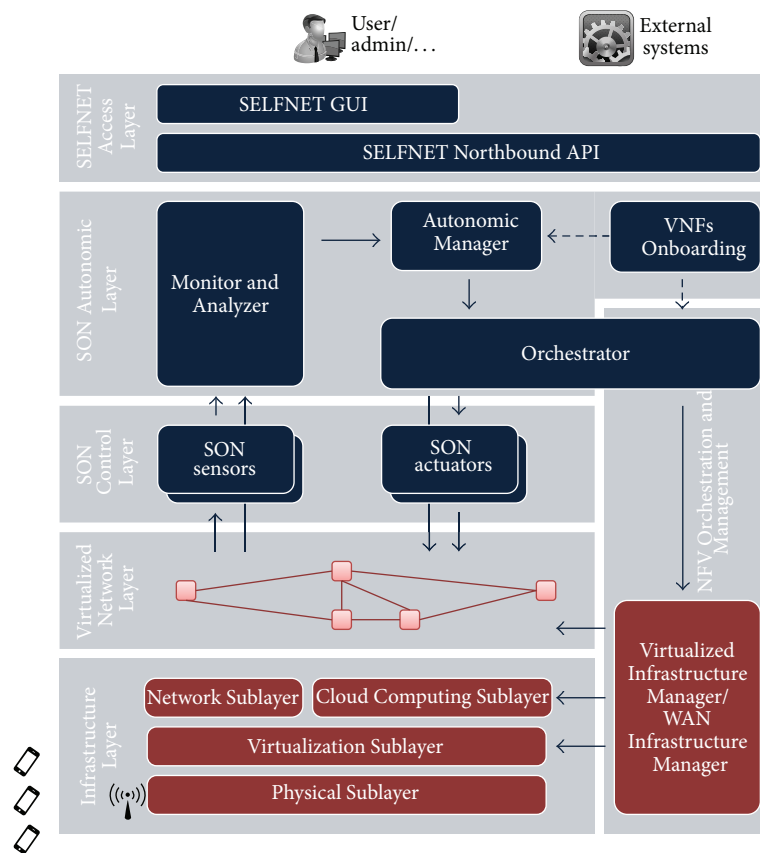 User/
admin/...
External
systems
SELFNET
Access
Layer
SELFNET GUI
SELFNET Northbound API
SON Autonomic
Layer
Monitor and
Analyzer
Autonomic
Manager
VNFs
Onboarding
Orchestrator
SON
Control
Layer
SON
sensors
SON
actuators
NFV Orchestration and
Management
Virtualized
Network
Layer
Virtualized
Infrastructure
Manager/
WAN
Infrastructure
Manager
Infrastructure
Layer
Network Sublayer
Cloud Computing Sublayer
Virtualization Sublayer
Physical Sublayer